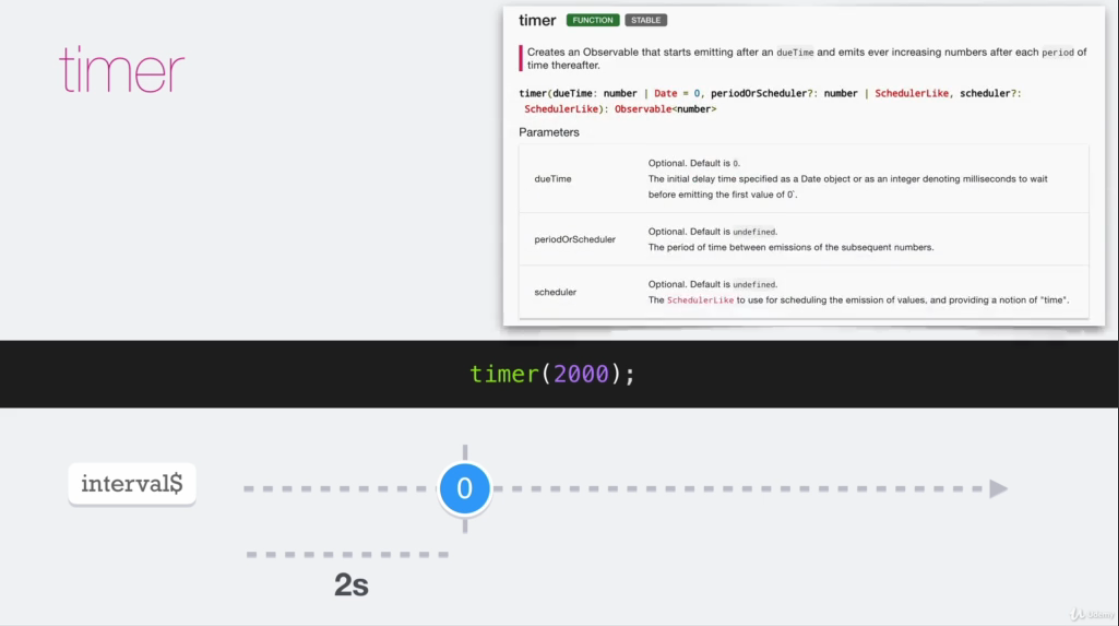 timer
timer FUNCTION STABLE
Creates an Observable that starts emitting after an dueTime and emits ever increasing numbers after each period of
time thereafter.
timer(dueTime: number | Date = 0, periodOrScheduler?: number | SchedulerLike, scheduler?:
SchedulerLike): Observable<number>
Parameters
dueTime
Optional. Default is 0.
The initial delay time specified as a Date object or as an integer denoting milliseconds to wait
before emitting the first value of 0`.
periodOrScheduler
Optional. Default is undefined.
The period of time between emissions of the subsequent numbers.
scheduler
Optional. Default is undefined.
The SchedulerLike to use for scheduling the emission of values, and providing a notion of "time".
timer(2000);
interval$
0
2s
Udemy